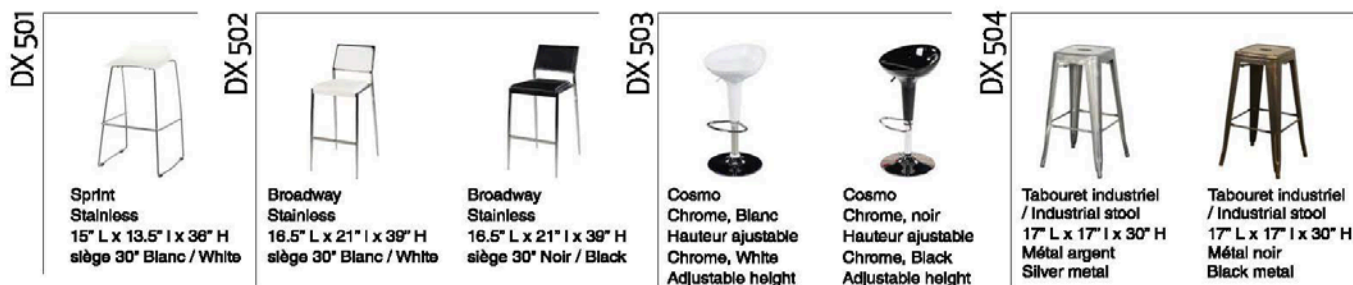 DX 501
Sprint
Stainless
15" L x 13.5" l x 36" H
siège 30" Blanc / White
DX 502
Broadway
Stainless
16.5" L x 21" l x 39" H
siège 30" Blanc / White
Broadway
Stainless
16.5" L x 21" l x 39" H
siège 30" Noir / Black
DX 503
Cosmo
Chrome, Blanc
Hauteur ajustable
Chrome, White
Adjustable height
Cosmo
Chrome, noir
Hauteur ajustable
Chrome, Black
Adjustable height
DX 504
Tabouret industriel
/ Industrial stool
17" L x 17" l x 30" H
Métal argent
Silver metal
Tabouret industriel
/ Industrial stool
17" L x 17" l x 30" H
Métal noir
Black metal